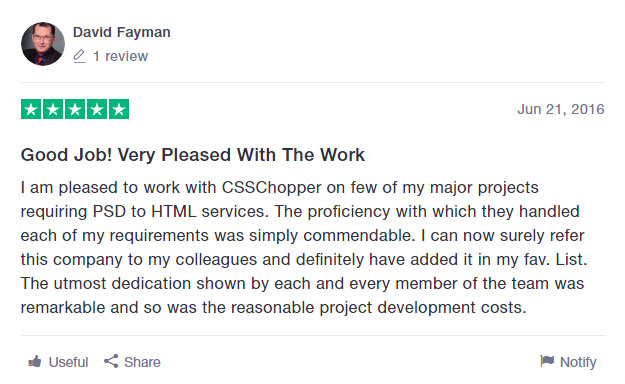 David Fayman
1 review
Jun 21, 2016
Good Job! Very Pleased With The Work
I am pleased to work with CSSChopper on few of my major projects
requiring PSD to HTML services. The proficiency with which they handled
each of my requirements was simply commendable. I can now surely refer
this company to my colleagues and definitely have added it in my fav. List.
The utmost dedication shown by each and every member of the team was
remarkable and so was the reasonable project development costs.
Useful Share Notify